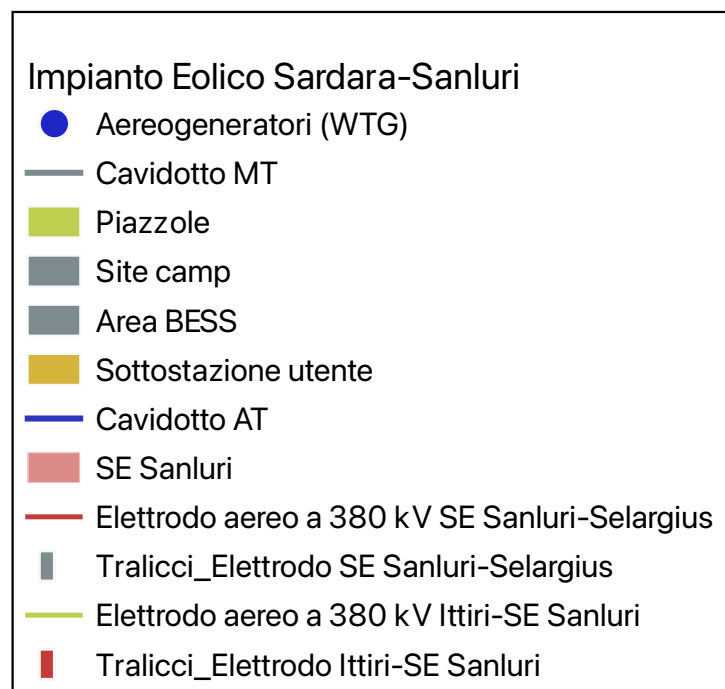 Impianto Eolico Sardara-Sanluri
Aereogeneratori (WTG)
Cavidotto MT
Piazzole
Site camp
Area BESS
Sottostazione utente
Cavidotto AT
SE Sanluri
Elettrodo aereo a 380 kV SE Sanluri-Selargius
Tralicci_Elettrodo SE Sanluri-Selargius
Elettrodo aereo a 380 kV Ittiri-SE Sanluri
Tralicci_Elettrodo Ittiri-SE Sanluri